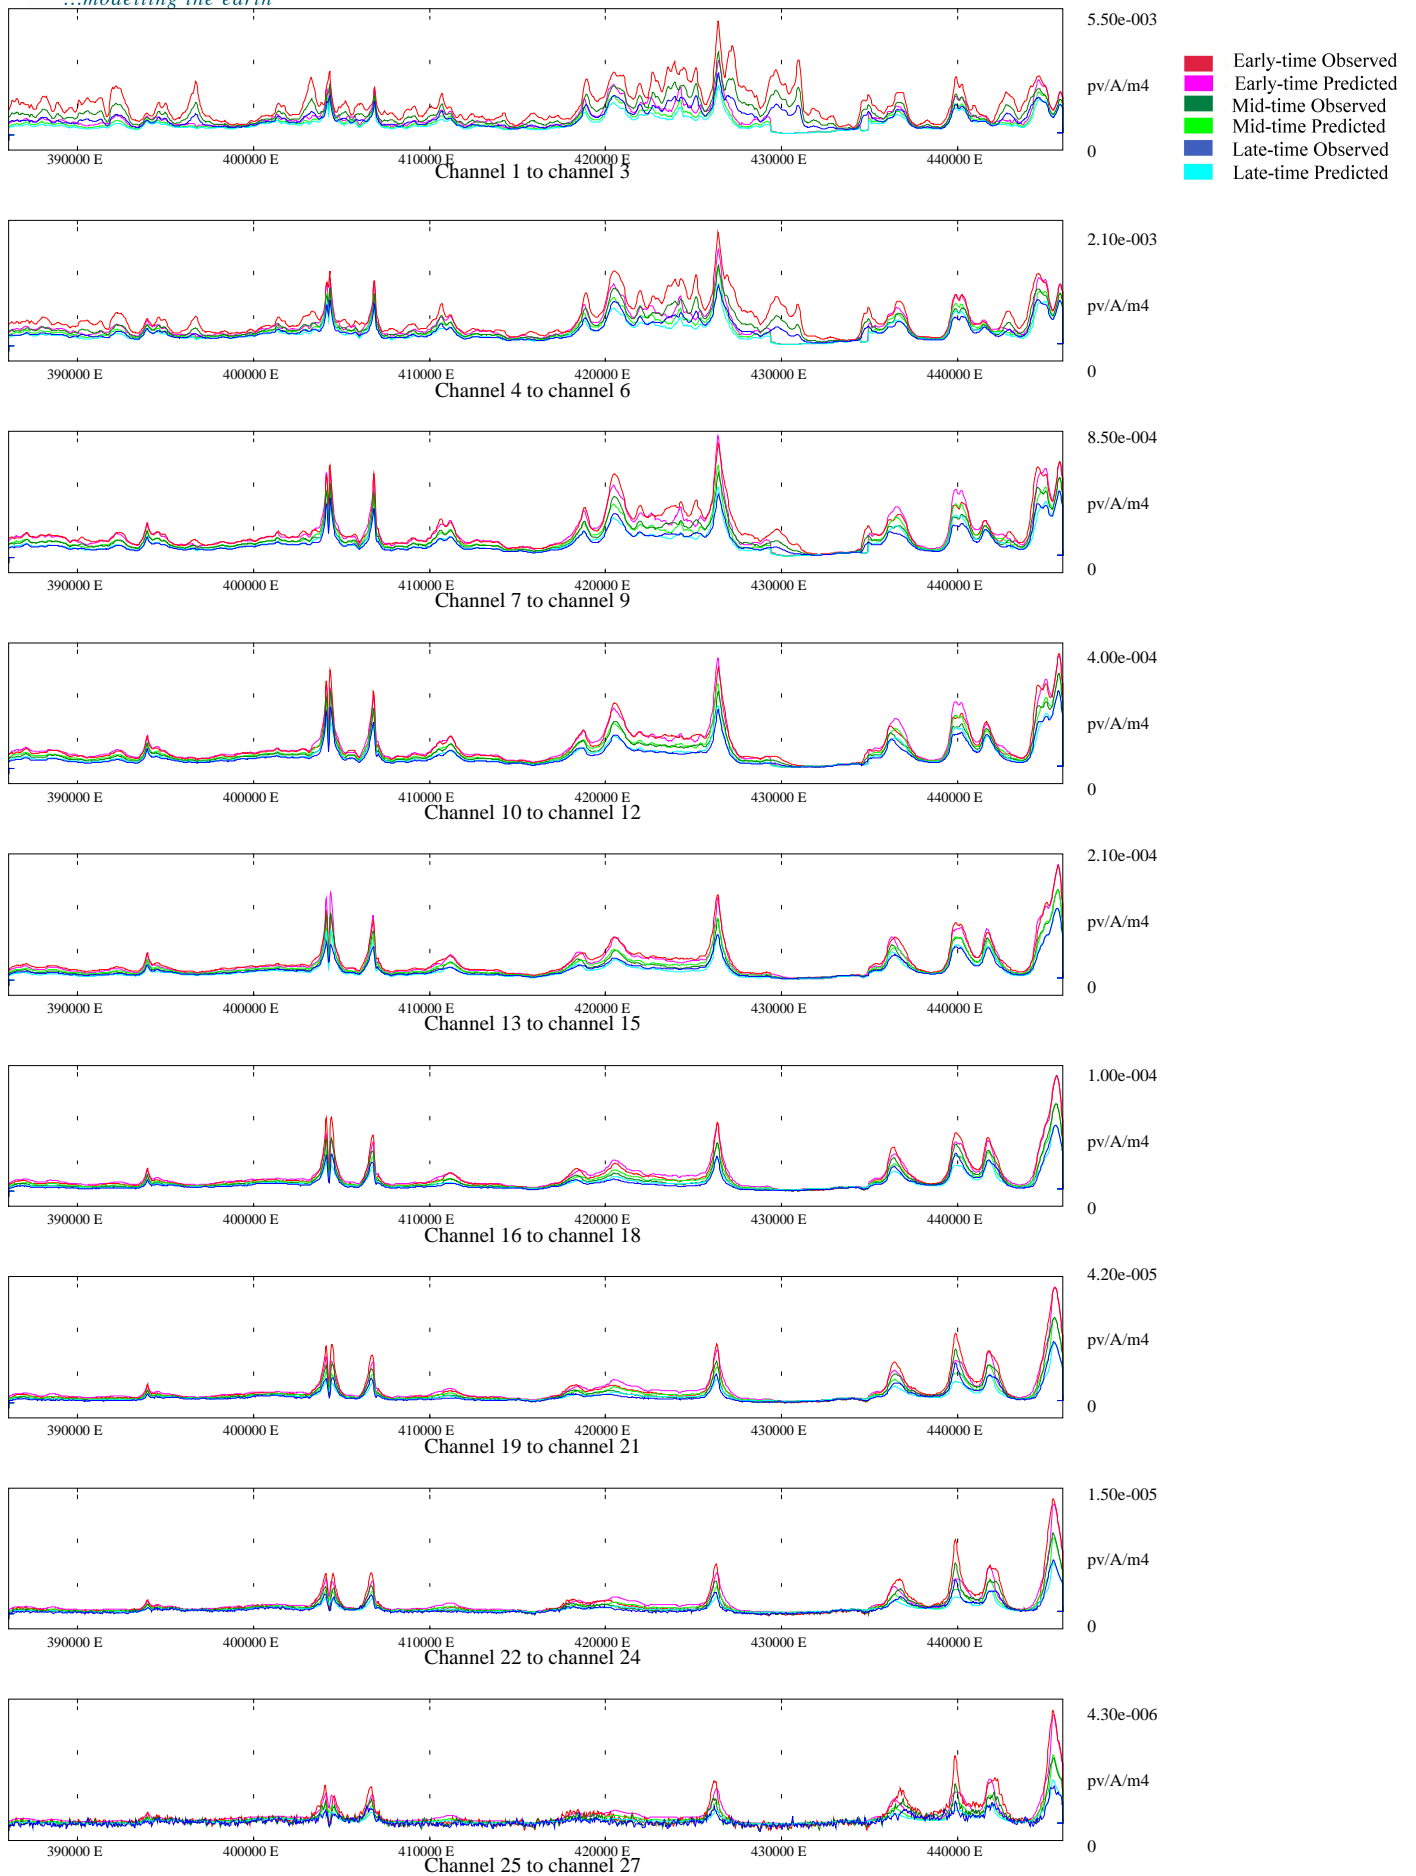 ...modelling the earth
5.50e-003
Early-time Observed
Early-time Predicted
pv/A/m4
Mid-time Observed
Mid-time Predicted
Late-time Observed
0
Late-time Predicted
390000 E 400000 E 410000 E 420000 E 430000 E 440000 E
Channel 1 to channel 3
2.10e-003
pv/A/m4
0
390000 E 400000 E 410000 E 420000 E 430000 E 440000 E
Channel 4 to channel 6
8.50e-004
pv/A/m4
0
390000 E 400000 E 410000 E 420000 E 430000 E 440000 E
Channel 7 to channel 9
4.00e-004
pv/A/m4
0
390000 E 400000 E 410000 E 420000 E 430000 E 440000 E
Channel 10 to channel 12
2.10e-004
pv/A/m4
0
390000 E 400000 E 410000 E 420000 E 430000 E 440000 E
Channel 13 to channel 15
1.00e-004
pv/A/m4
0
390000 E 400000 E 410000 E 420000 E 430000 E 440000 E
Channel 16 to channel 18
4.20e-005
pv/A/m4
0
390000 E 400000 E 410000 E 420000 E 430000 E 440000 E
Channel 19 to channel 21
1.50e-005
pv/A/m4
0
390000 E 400000 E 410000 E 420000 E 430000 E 440000 E
Channel 22 to channel 24
4.30e-006
pv/A/m4
0
390000 E 400000 E 410000 E 420000 E 430000 E 440000 E
Channel 25 to channel 27